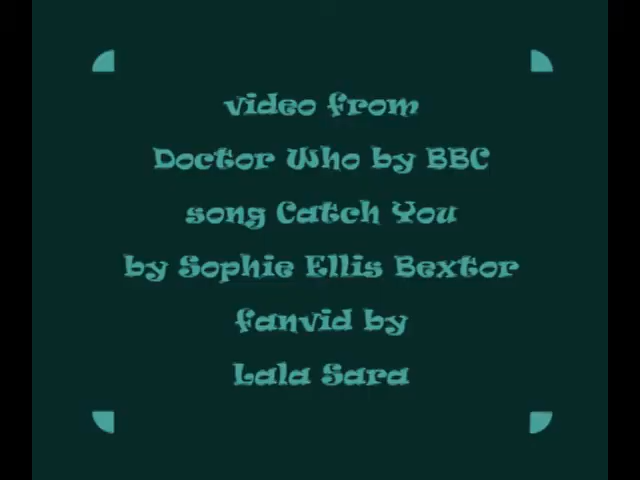 video from
Doctor Who by BBC
song Catch You
by Sophie Ellis Bextor
fanvid by
Lala Sara